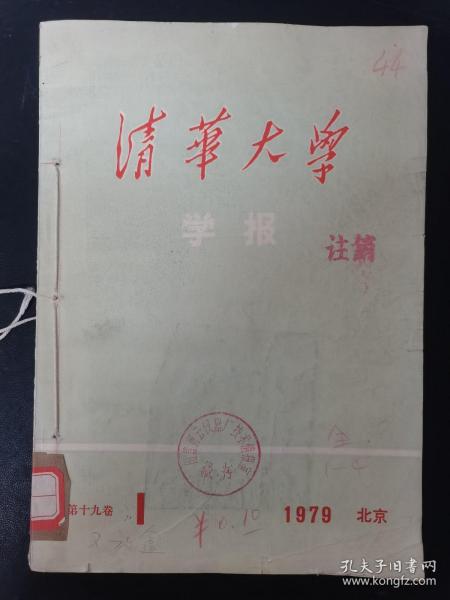 44
清華大學
学报
注销
第十九卷
1
1979 北京
¥0.10
孔夫子旧书网
www.kongfz.com